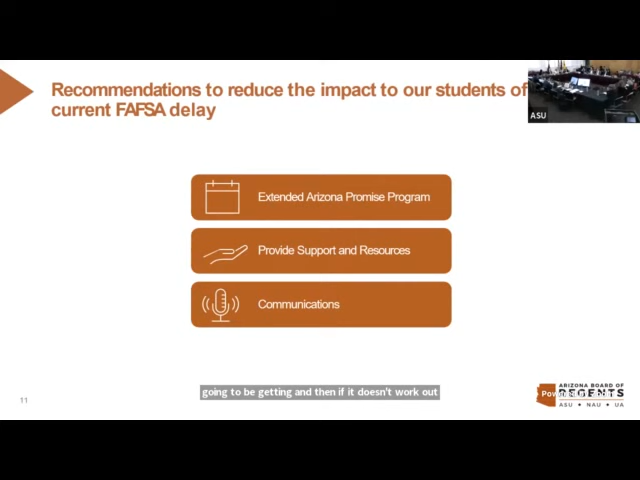 Recommendations to reduce the impact to our students of
current FAFSA delay
ASU
Extended Arizona Promise Program
Provide Support and Resources
Communications
going to be getting and then if it doesn't work out
11
ARIZONA BOARD OF
REGENTS
ASU • NAU • UA